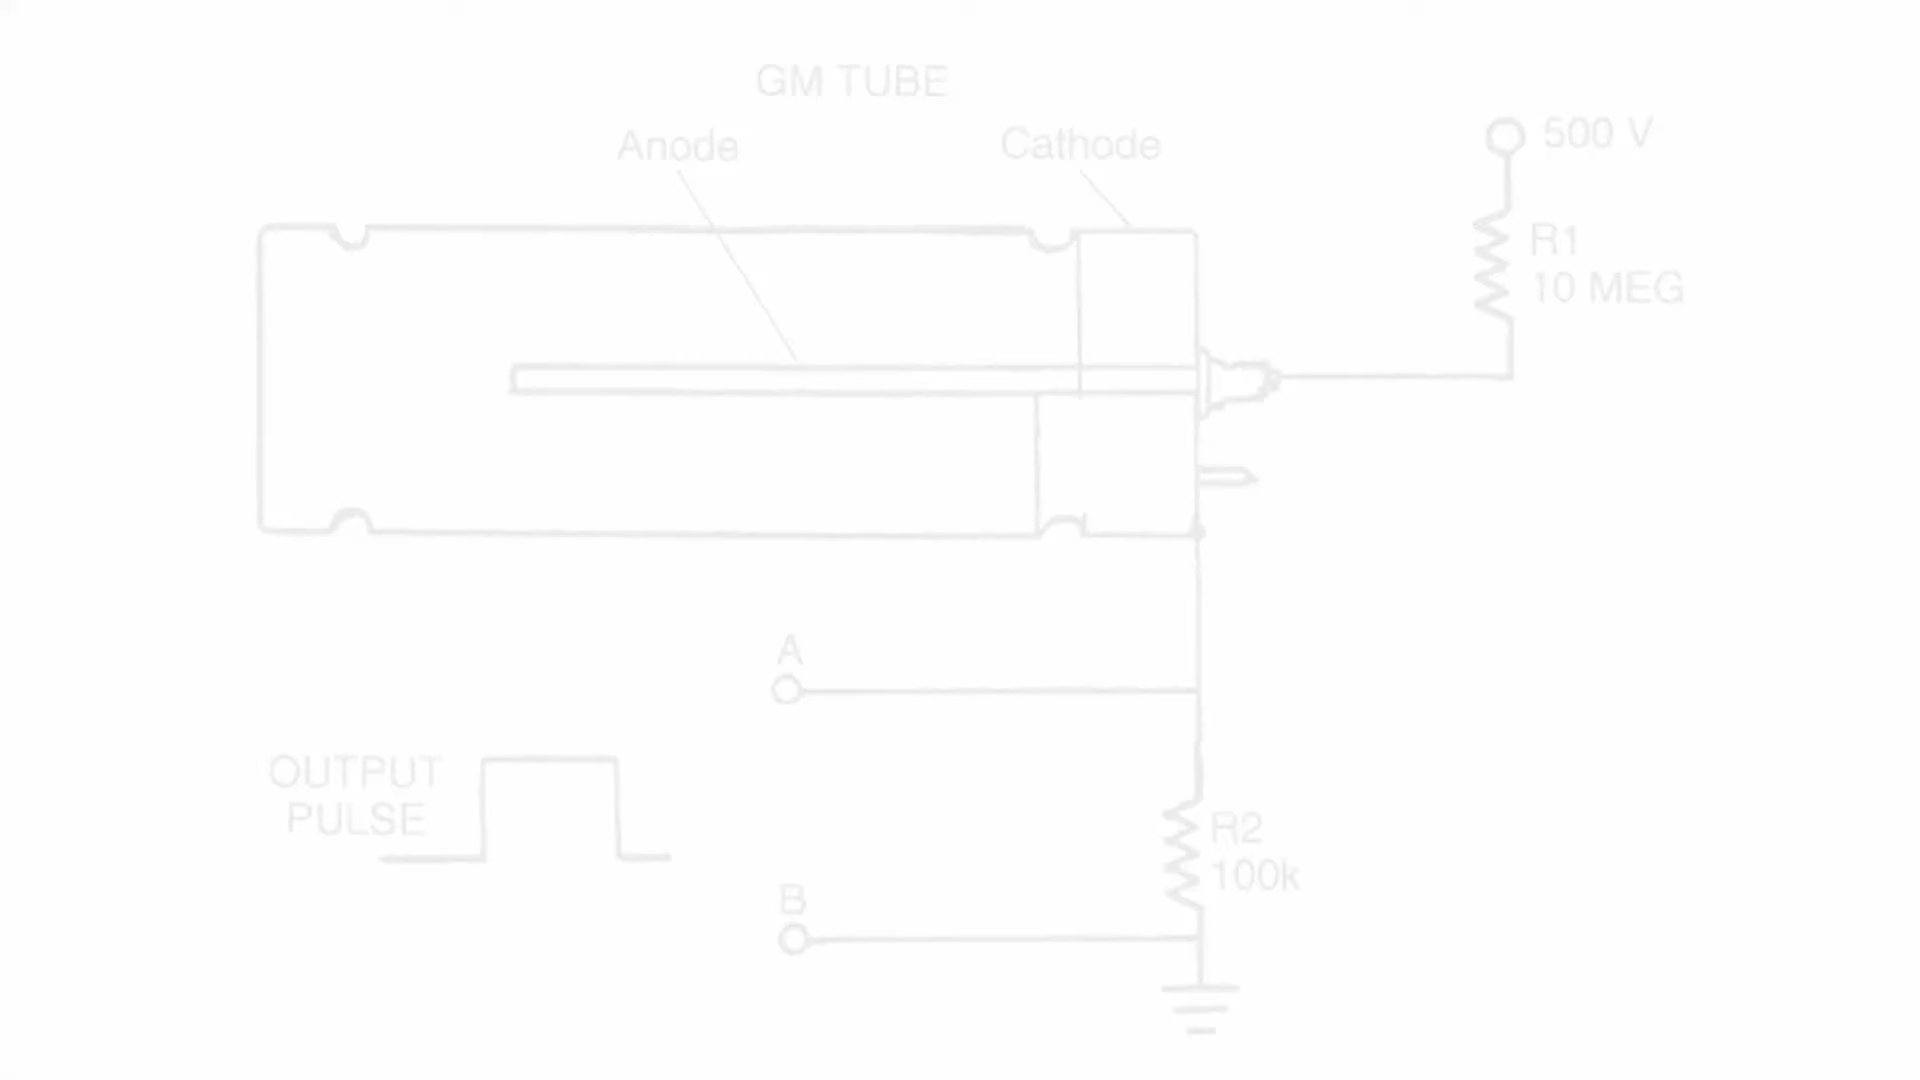 GM TUBE
Anode
Cathode
500 V
R1
10 MEG
A
OUTPUT
PULSE
R2
100k
B